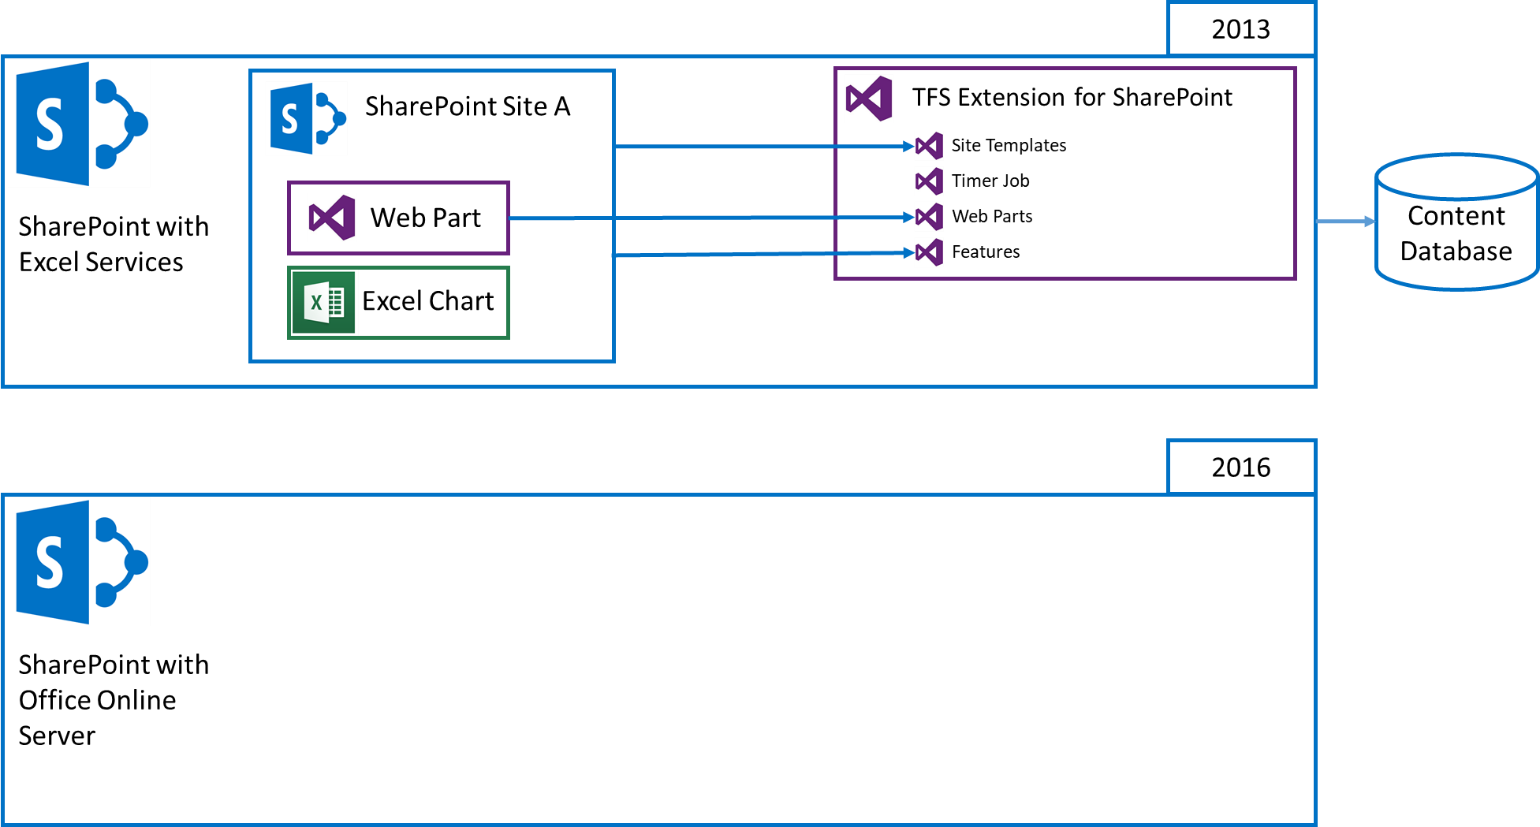 2013
SharePoint with
Excel Services
SharePoint Site A
Web Part
Excel Chart
TFS Extension for SharePoint
Site Templates
Timer Job
Web Parts
Features
Content
Database
2016
SharePoint with
Office Online
Server